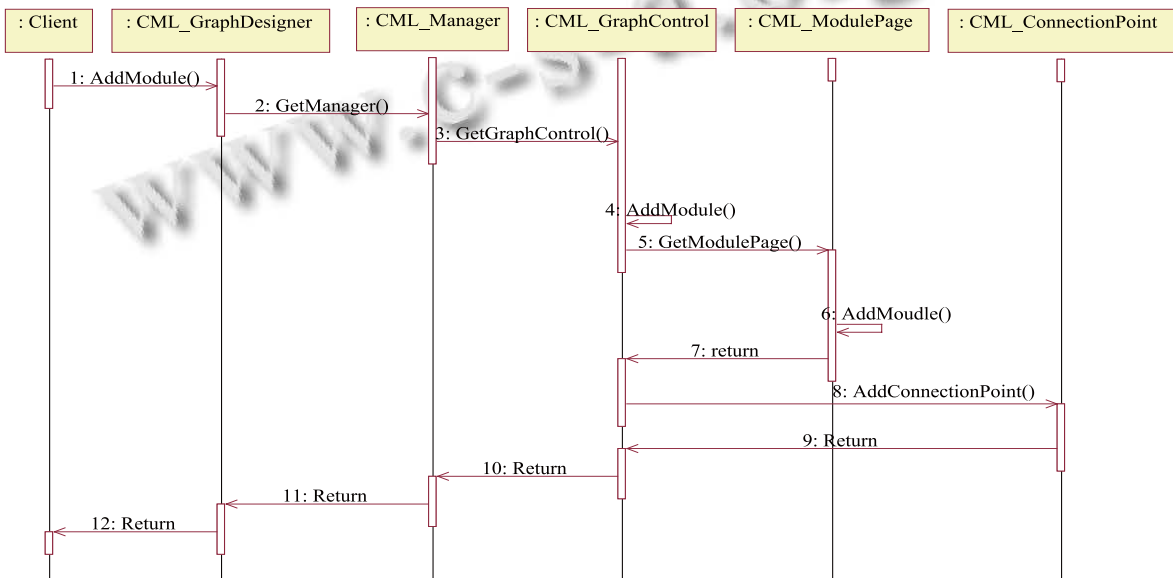 : Client
: CML_GraphDesigner
: CML_Manager
: CML_GraphControl
: CML_ModulePage
: CML_ConnectionPoint
1: AddModule()
2: GetManager()
3: GetGraphControl()
4: AddModule()
5: GetModulePage()
6: AddMoudle()
7: return
8: AddConnectionPoint()
9: Return
10: Return
11: Return
12: Return
www.c-s-